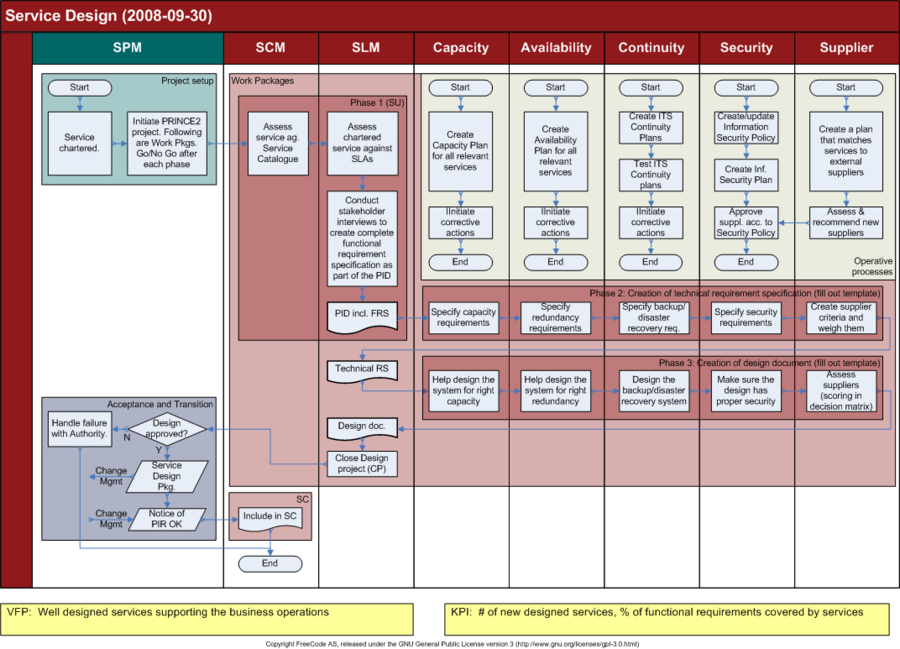 Service Design (2008-09-30)
SPM
SCM
SLM
Capacity
Availability
Continuity
Security
Supplier
Project setup
Start
Service
chartered.
Initiate PRINCE2
project. Following
are Work Pkgs.
Go/No Go after
each phase
Work Packages
Phase 1 (SU)
Assess
service ag.
Service
Catalogue
Assess
chartered
service against
SLAs
Conduct
stakeholder
interviews to
create complete
functional
requirement
specification as
part of the PID
PID incl. FRS
Start
Create
Capacity Plan
for all relevant
services
IInitiate
corrective
actions
End
Start
Create
Availability
Plan for all
relevant
services
IInitiate
corrective
actions
End
Start
Create ITS
Continuity
Plans
Test ITS
Continuity
plans
IInitiate
corrective
actions
End
Start
Create/update
Information
Security Policy
Create Inf.
Security Plan
Approve
suppl. acc. to
Security Policy
End
Start
Create a plan
that matches
services to
external
suppliers
Assess &
recommend new
suppliers
Operative
processes
Phase 2: Creation of technical requirement specification (fill out template)
Specify capacity
requirements
Specify
redundancy
requirements
Specify backup/
disaster
recovery req.
Specify security
requirements
Create supplier
criteria and
weigh them
Technical RS
Phase 3: Creation of design document (fill out template)
Help design the
system for right
capacity
Help design the
system for right
redundancy
Design the
backup/disaster
recovery system
Make sure the
design has
proper security
Assess
suppliers
(scoring in
decision matrix)
Design doc.
Close Design
project (CP)
Acceptance and Transition
Handle failure
with Authority.
N
Design
approved?
Y
Change
Mgmt
Service
Design
Pkg.
Change
Mgmt
Notice of
PIR OK
SC
Include in SC
End
VFP: Well designed services supporting the business operations
KPI: # of new designed services, % of functional requirements covered by services
Copyright FreeCode AS, released under the GNU General Public License version 3 (http://www.gnu.org/licenses/gpl-3.0.html)